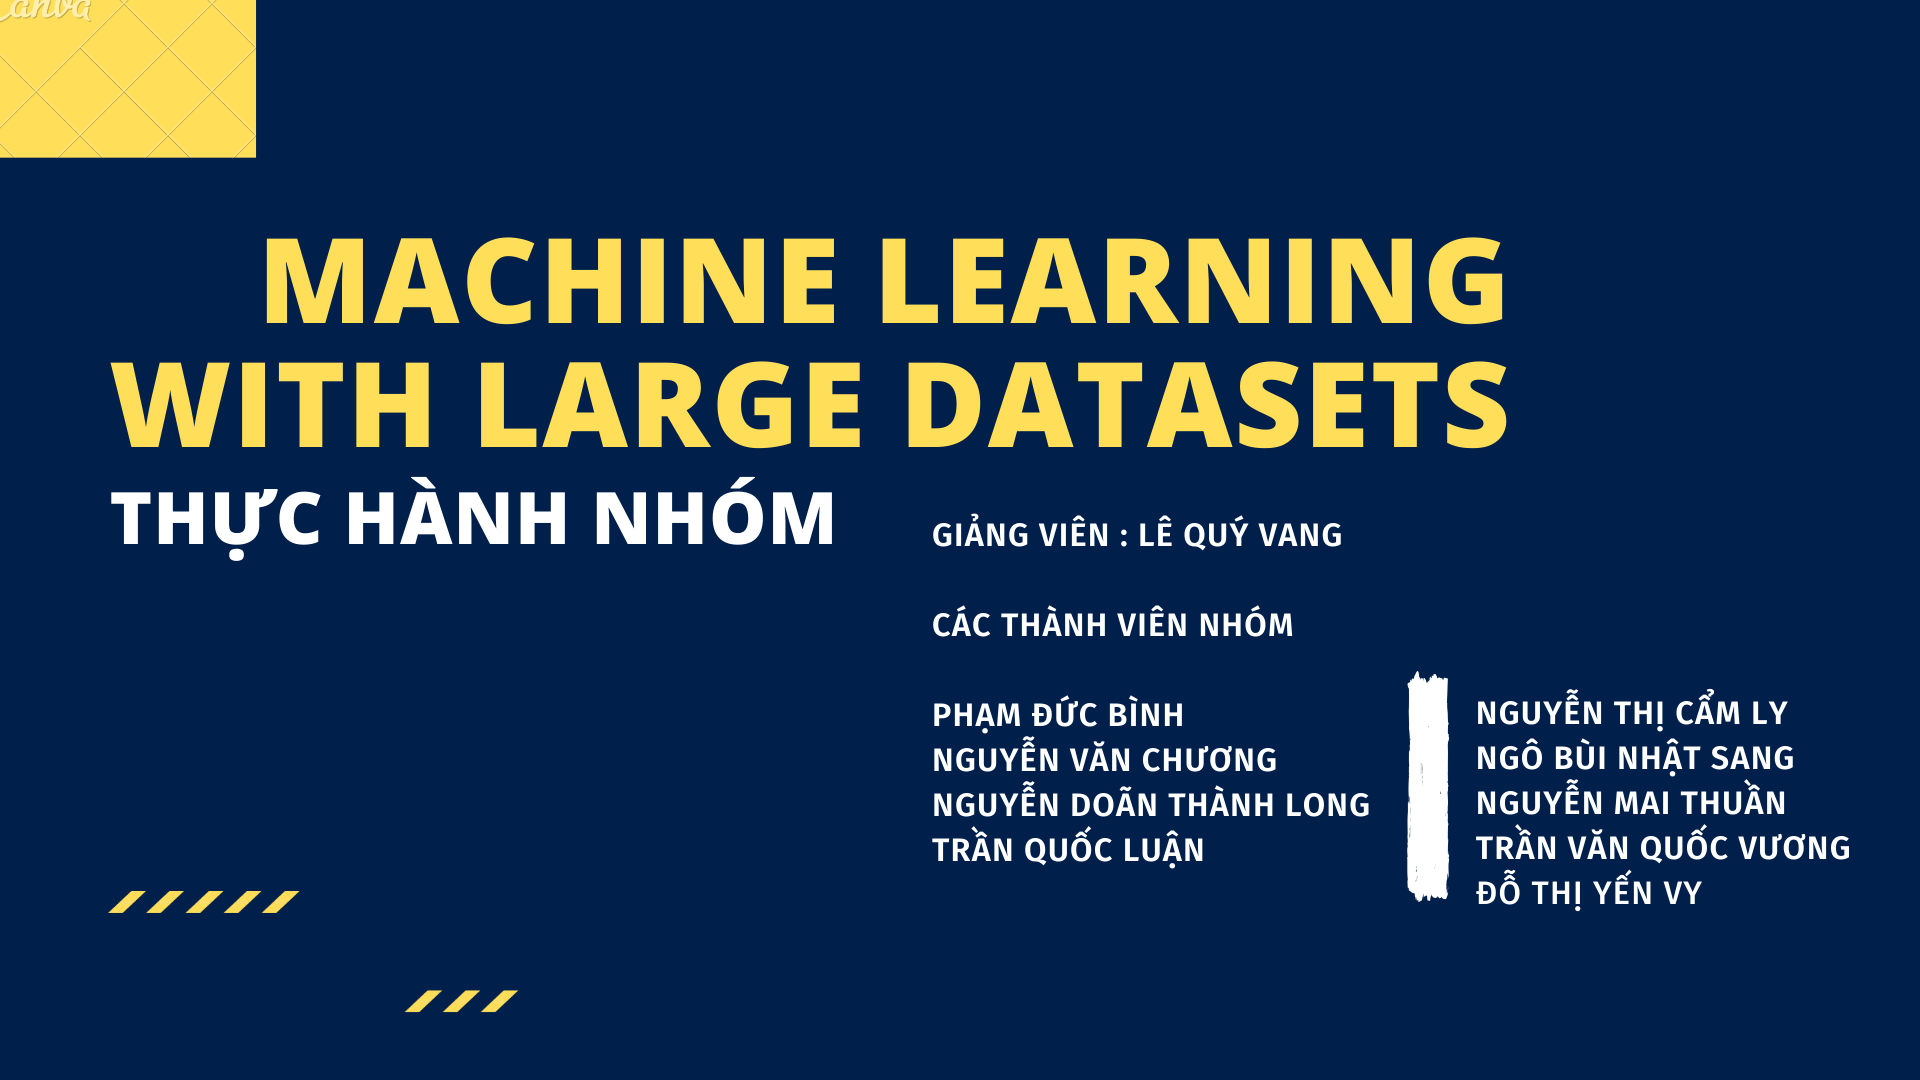 Canva
MACHINE LEARNING
WITH LARGE DATASETS
THỰC HÀNH NHÓM
GIẢNG VIÊN : LÊ QUÝ VANG
CÁC THÀNH VIÊN NHÓM
PHẠM ĐỨC BÌNH
NGUYỄN VĂN CHƯƠNG
NGUYỄN DOÃN THÀNH LONG
TRẦN QUỐC LUẬN
NGUYỄN THỊ CẨM LY
NGÔ BÙI NHẬT SANG
NGUYỄN MAI THUẦN
TRẦN VĂN QUỐC VƯƠNG
ĐỖ THỊ YẾN VY